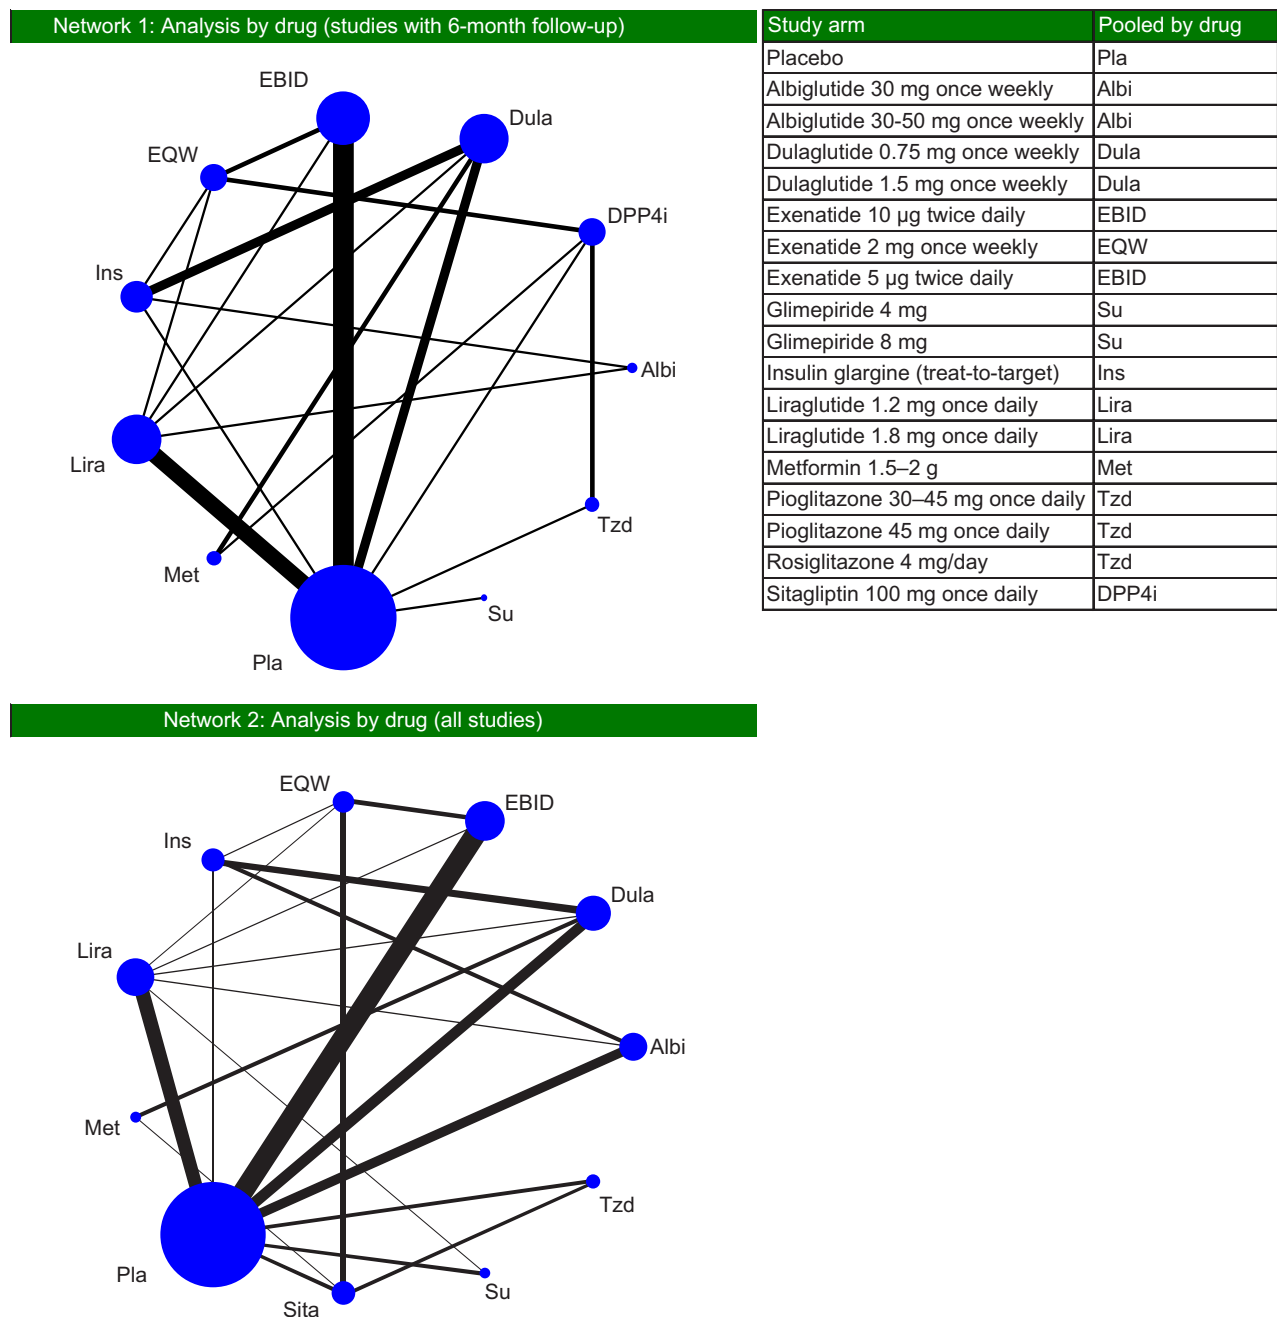 Network 1: Analysis by drug (studies with 6-month follow-up)
EBID
Dula
EQW
DPP4i
Ins
Albi
Lira
Tzd
Met
Su
Pla
Study arm Pooled by drug
Placebo Pla
Albiglutide 30 mg once weekly Albi
Albiglutide 30-50 mg once weekly Albi
Dulaglutide 0.75 mg once weekly Dula
Dulaglutide 1.5 mg once weekly Dula
Exenatide 10 µg twice daily EBID
Exenatide 2 mg once weekly EQW
Exenatide 5 µg twice daily EBID
Glimepiride 4 mg Su
Glimepiride 8 mg Su
Insulin glargine (treat-to-target) Ins
Liraglutide 1.2 mg once daily Lira
Liraglutide 1.8 mg once daily Lira
Metformin 1.5–2 g Met
Pioglitazone 30–45 mg once daily Tzd
Pioglitazone 45 mg once daily Tzd
Rosiglitazone 4 mg/day Tzd
Sitagliptin 100 mg once daily DPP4i
Network 2: Analysis by drug (all studies)
EQW
EBID
Ins
Dula
Lira
Albi
Met
Tzd
Pla
Su
Sita